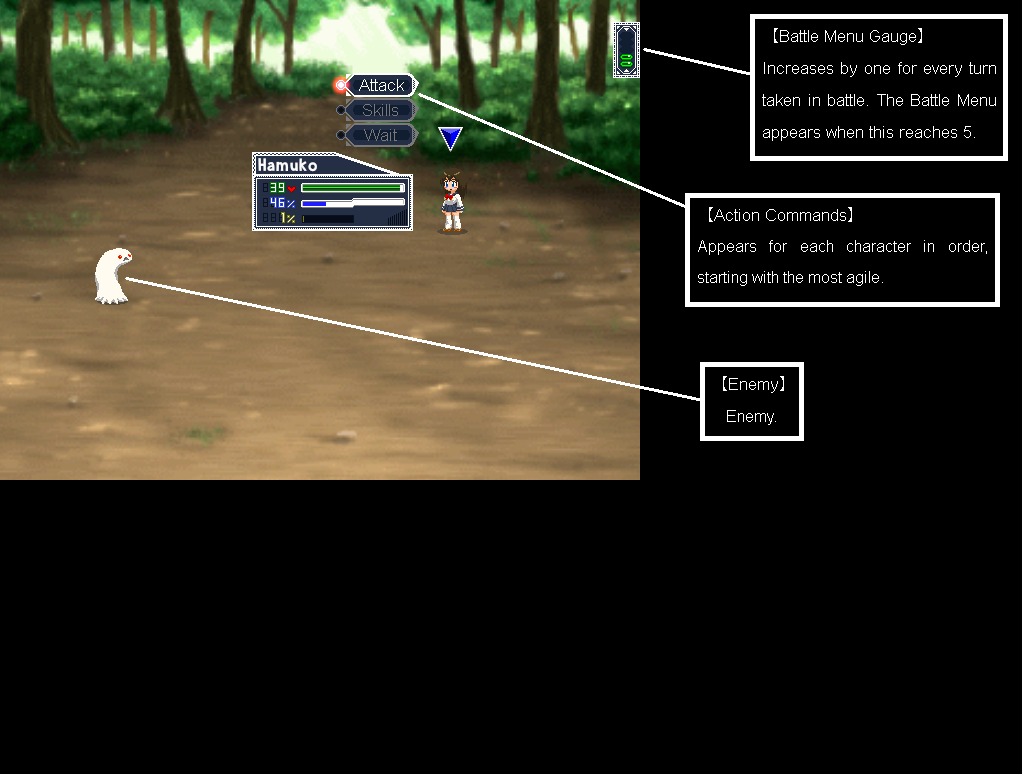 Attack
Skills
Wait
Hamuko
39
46%
1%
【Battle Menu Gauge】
Increases by one for every turn
taken in battle. The Battle Menu
appears when this reaches 5.
【Action Commands】
Appears for each character in order,
starting with the most agile.
【Enemy】
Enemy.